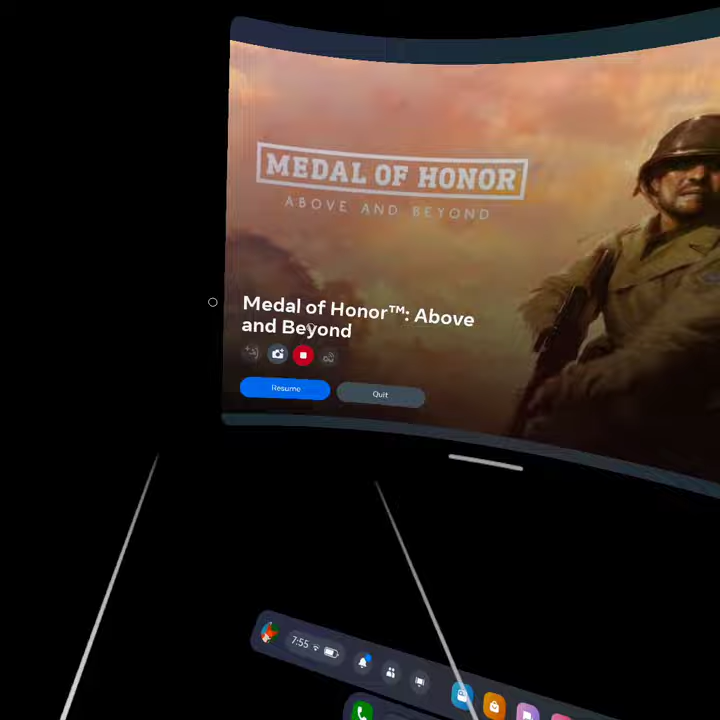 MEDAL OF HONOR
ABOVE AND BEYOND
Medal of Honor™: Above
and Beyond
Resume
Quit
7:55